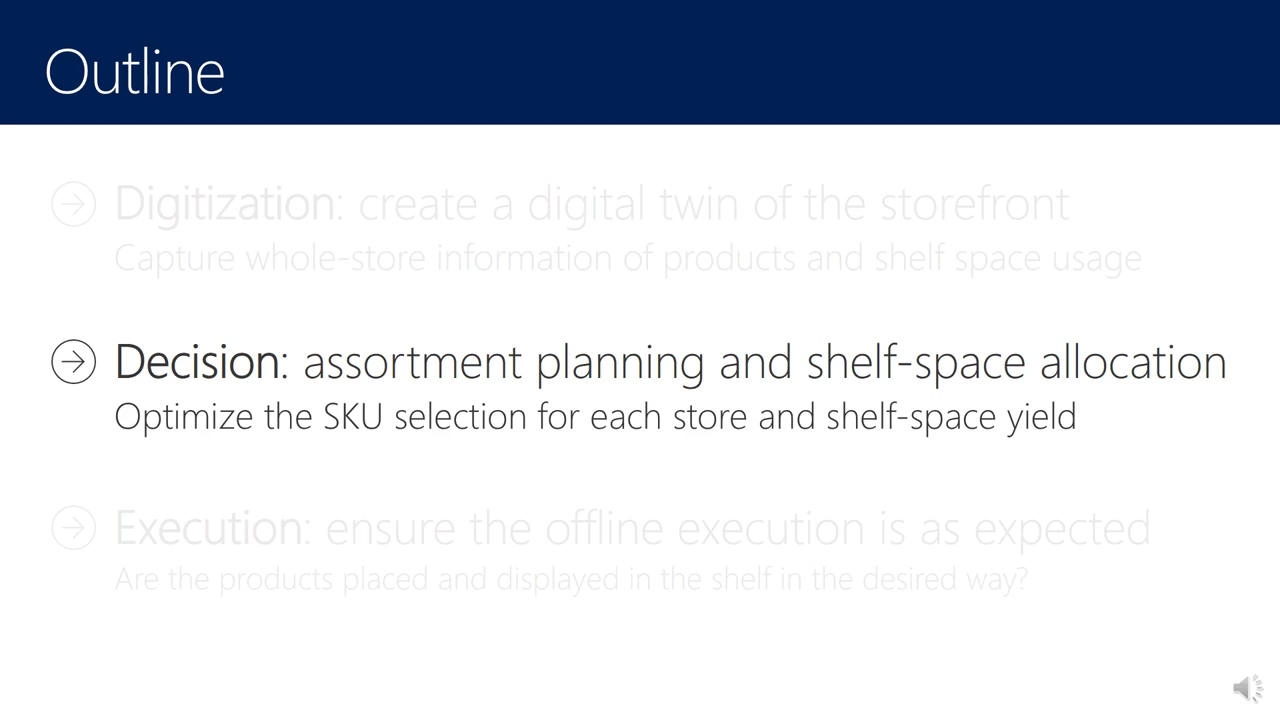 Outline
Digitization: create a digital twin of the storefront
Capture whole-store information of products and shelf space usage
Decision: assortment planning and shelf-space allocation
Optimize the SKU selection for each store and shelf-space yield
Execution: ensure the offline execution is as expected
Are the products placed and displayed in the shelf in the desired way?